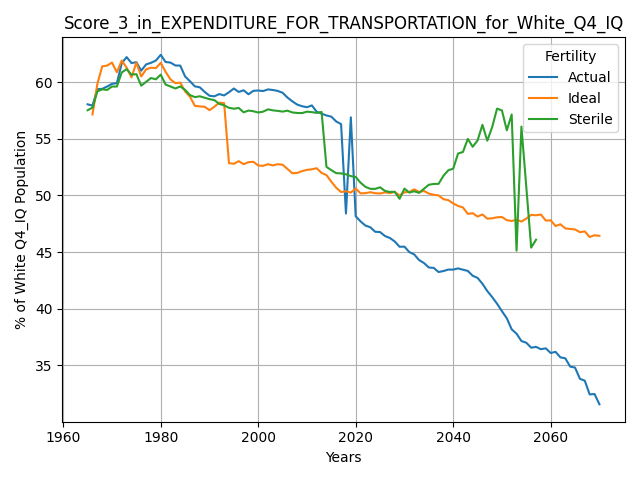 Score_3_in_EXPENDITURE_FOR_TRANSPORTATION_for_White_Q4_IQ
Fertility
Actual
Ideal
Sterile
% of White Q4_IQ Population
60
55
50
45
40
35
1960
1980
2000
2020
2040
2060
Years